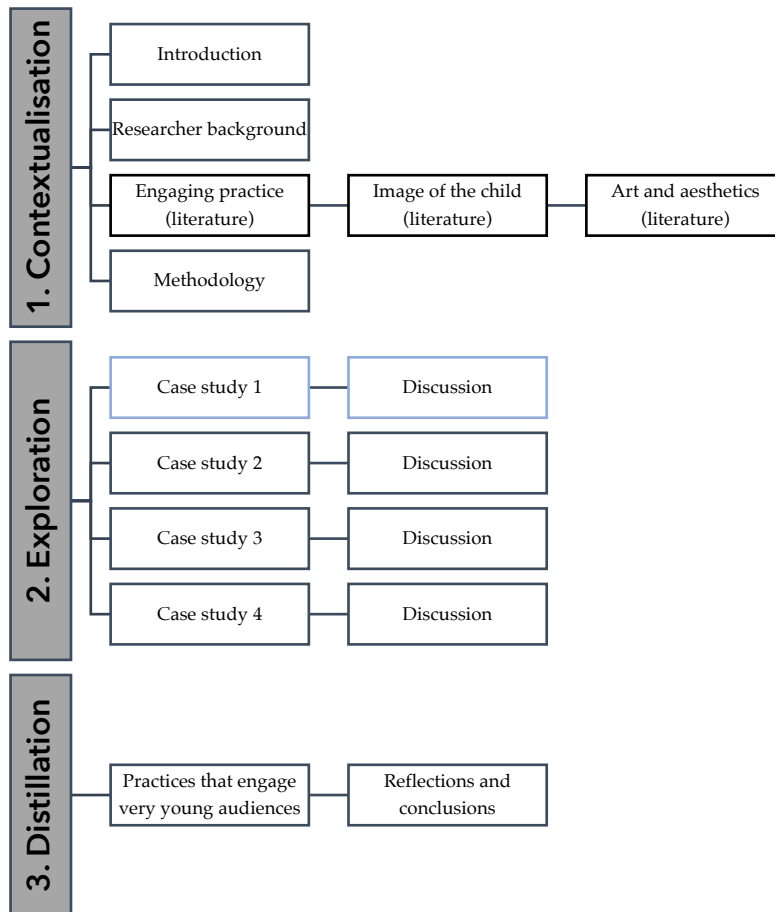 1. Contextualisation
Introduction
Researcher background
Engaging practice
(literature)
Image of the child
(literature)
Art and aesthetics
(literature)
Methodology
2. Exploration
Case study 1
Discussion
Case study 2
Discussion
Case study 3
Discussion
Case study 4
Discussion
3. Distillation
Practices that engage
very young audiences
Reflections and
conclusions